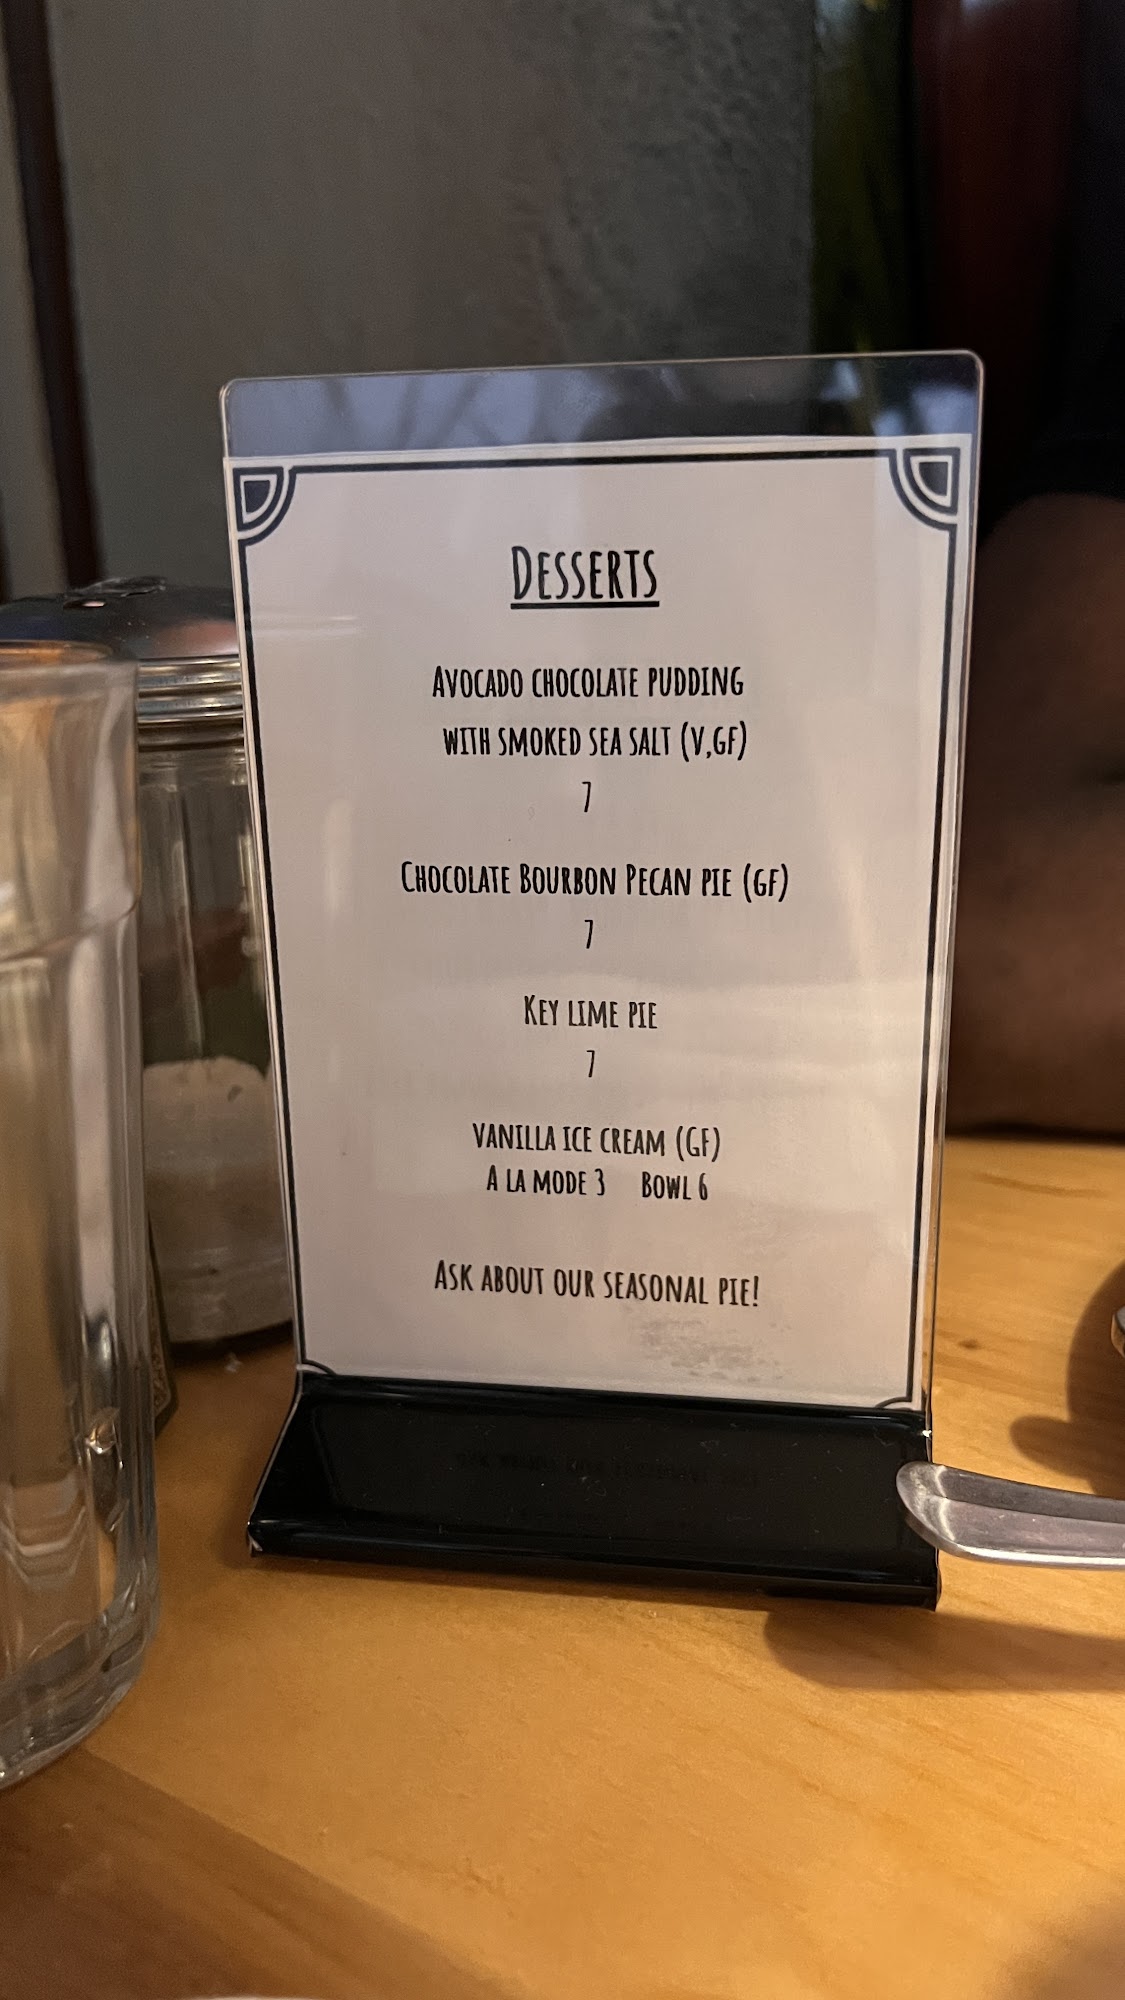 Desserts
Avocado chocolate pudding
with smoked sea salt (V,GF)
7
Chocolate Bourbon Pecan pie (GF)
7
Key lime pie
7
Vanilla ice cream (GF)
A la mode 3 Bowl 6
Ask about our seasonal pie!